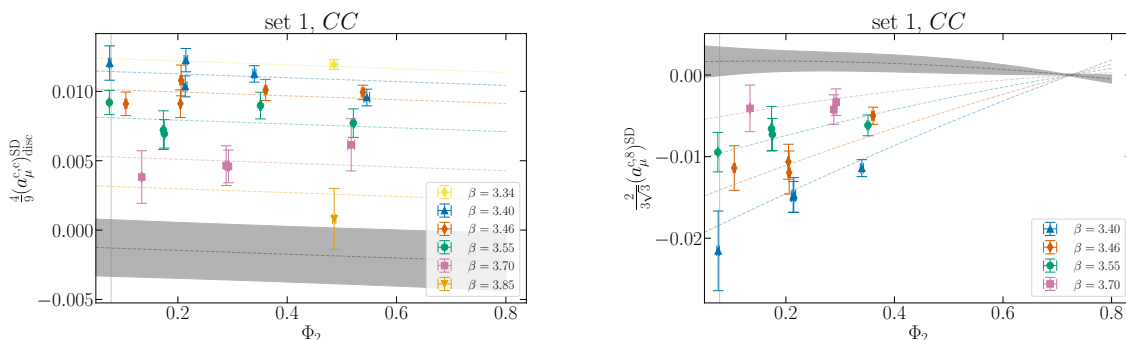 set 1, CC
4/9 (a_μ^{c,c})_{disc}^{SD}
0.010
0.005
0.000
−0.005
0.2
0.4
0.6
0.8
Φ₂
β = 3.34
β = 3.40
β = 3.46
β = 3.55
β = 3.70
β = 3.85
set 1, CC
2/(3√3) (a_μ^{c,8})^{SD}
0.00
−0.01
−0.02
0.2
0.4
0.6
0.8
Φ₂
β = 3.40
β = 3.46
β = 3.55
β = 3.70